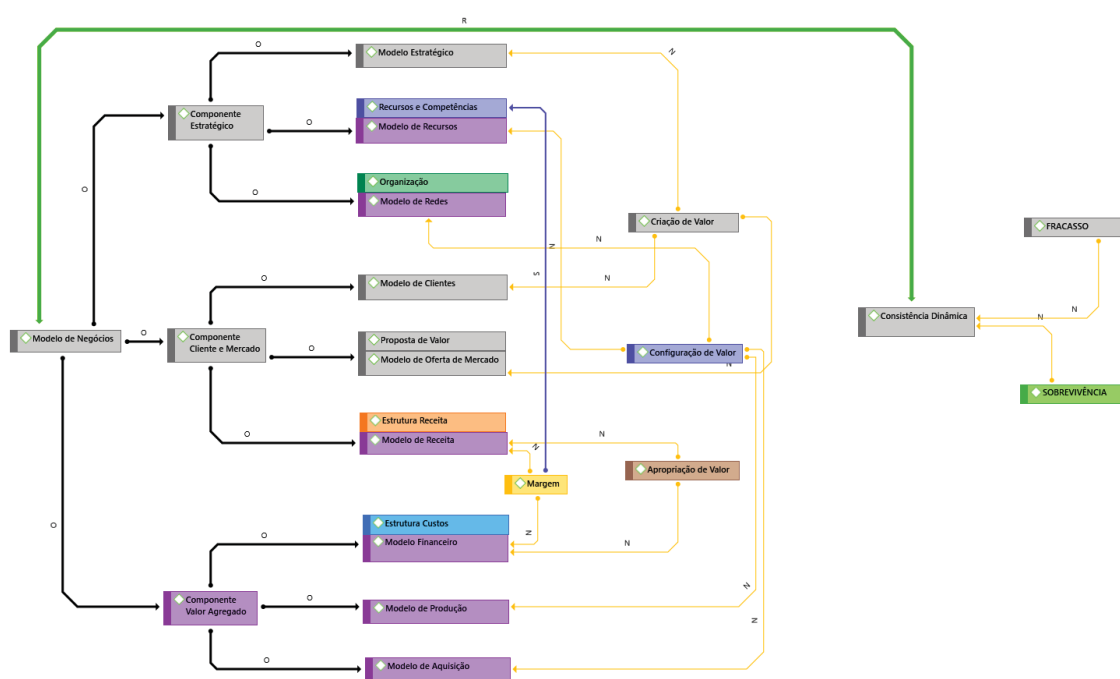 R
O
Modelo Estratégico
N
Componente
Estratégico
Recursos e Competências
O
Modelo de Recursos
O
Organização
O
Modelo de Redes
Criação de Valor
FRACASSO
N
N
S
O
Modelo de Clientes
N
N
Consistência Dinâmica
N
Modelo de Negócios
O
Componente
Cliente e Mercado
O
Proposta de Valor
Modelo de Oferta de Mercado
Configuração de Valor
N
SOBREVIVÊNCIA
Estrutura Receita
O
Modelo de Receita
N
N
Margem
Apropriação de Valor
O
Estrutura Custos
O
Modelo Financeiro
N
N
Componente
Valor Agregado
O
Modelo de Produção
N
N
O
Modelo de Aquisição